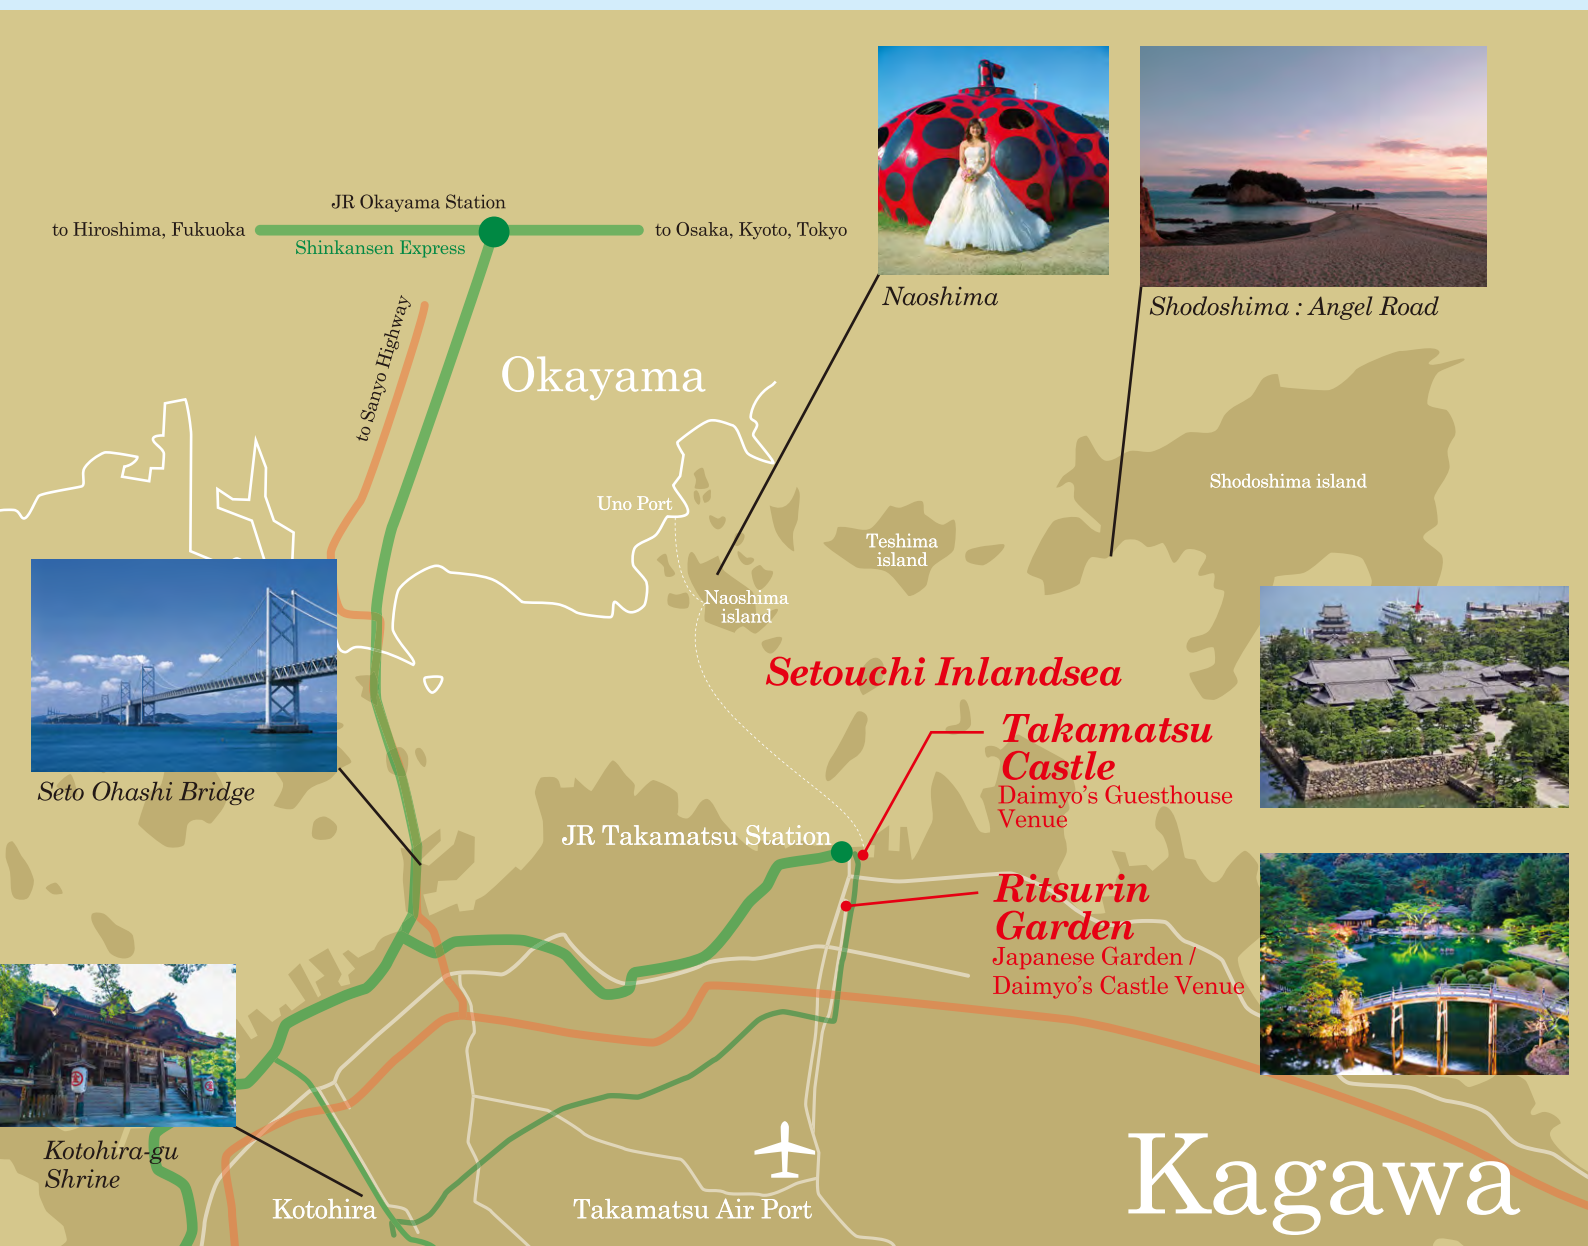 JR Okayama Station
to Hiroshima, Fukuoka
to Osaka, Kyoto, Tokyo
Shinkansen Express
Naoshima
Shodoshima : Angel Road
to Sanyo Highway
Okayama
Shodoshima island
Uno Port
Teshima
island
Naoshima
island
Setouchi Inlandsea
Takamatsu
Castle
Daimyo's Guesthouse
Venue
Seto Ohashi Bridge
JR Takamatsu Station
Ritsurin
Garden
Japanese Garden /
Daimyo's Castle Venue
Kotohira-gu
Shrine
Kotohira
Takamatsu Air Port
Kagawa